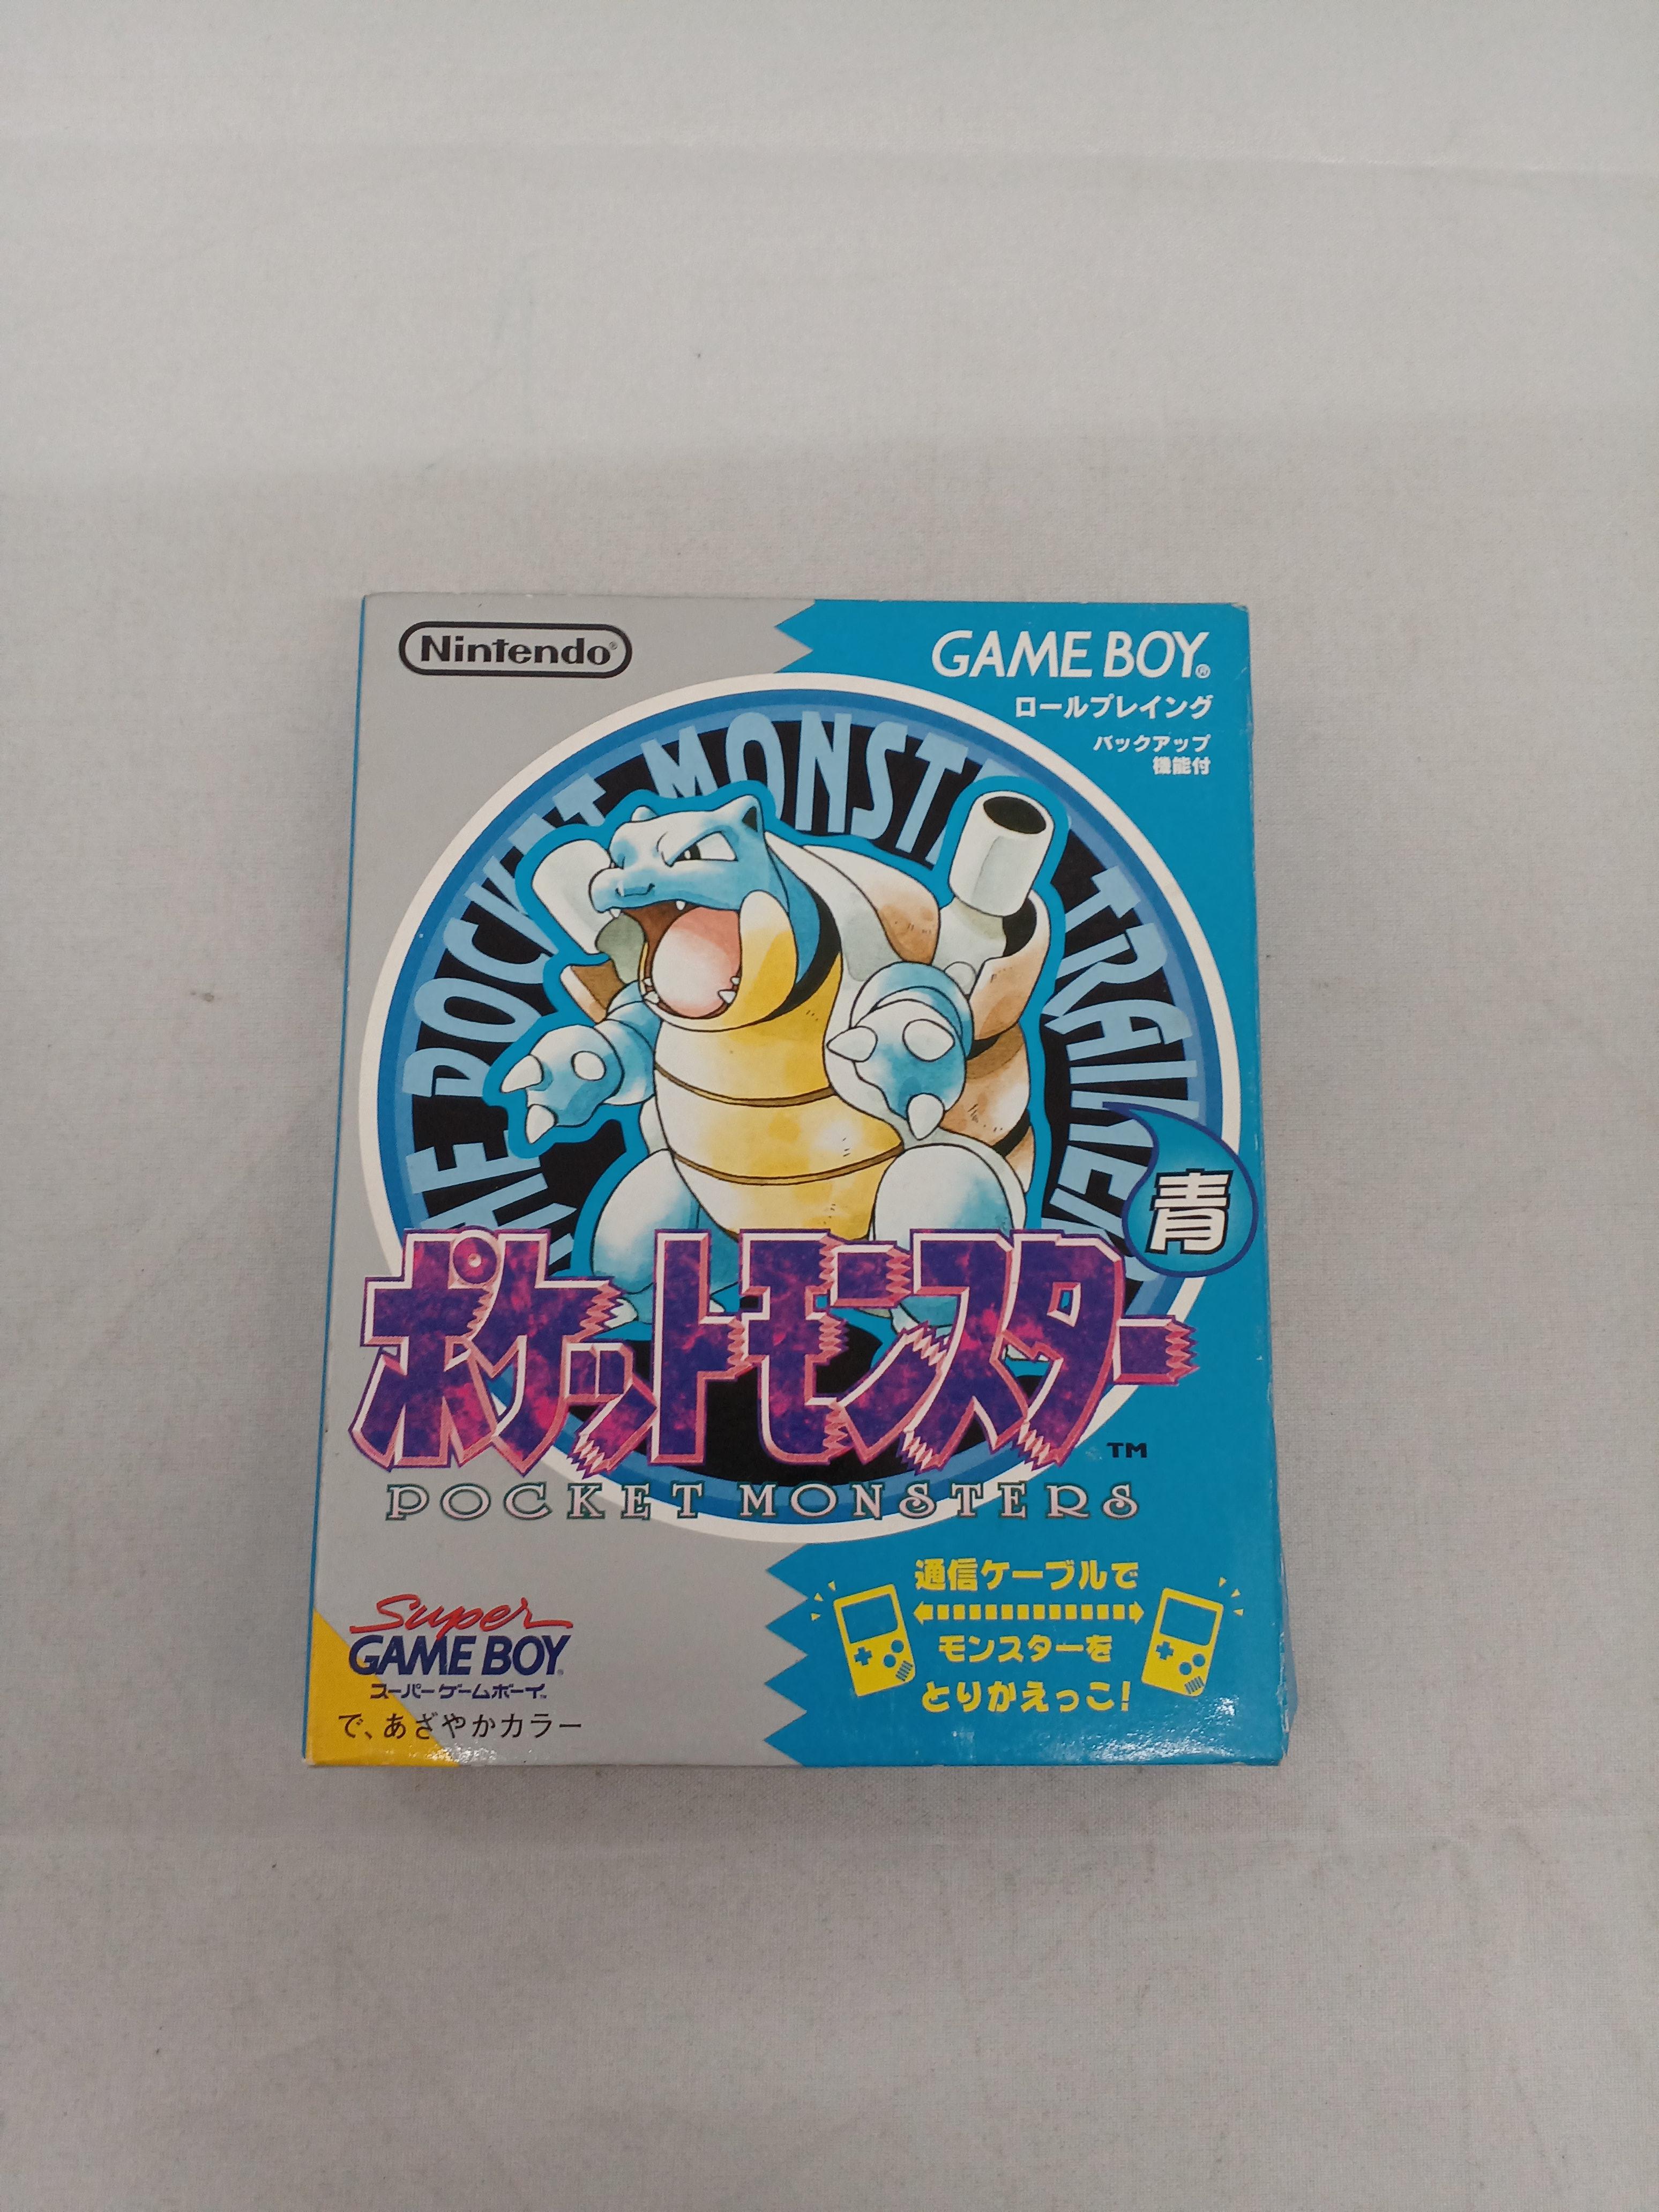 Nintendo®
GAME BOY®
ロールプレイング
バックアップ
機能付
THE POCKET MONSTER TRAINER
青
ポケットモンスター
TM
POCKET MONSTERS
通信ケーブルで
モンスターを
とりかえっこ!
Super
GAME BOY
スーパーゲームボーイ™
で、あざやかカラー